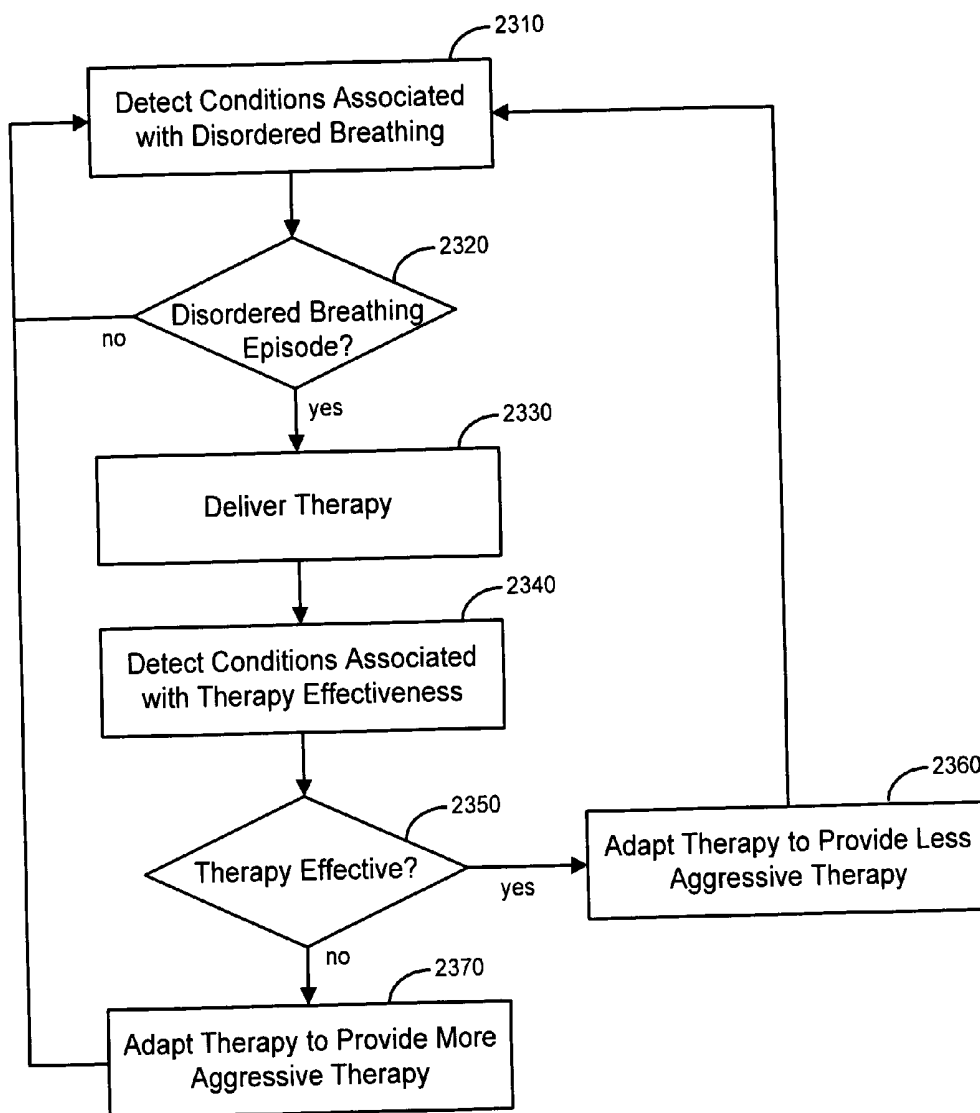 2310
Detect Conditions Associated
with Disordered Breathing
2320
Disordered Breathing
Episode?
no
yes
2330
Deliver Therapy
2340
Detect Conditions Associated
with Therapy Effectiveness
2350
Therapy Effective?
yes
2360
Adapt Therapy to Provide Less
Aggressive Therapy
no
2370
Adapt Therapy to Provide More
Aggressive Therapy